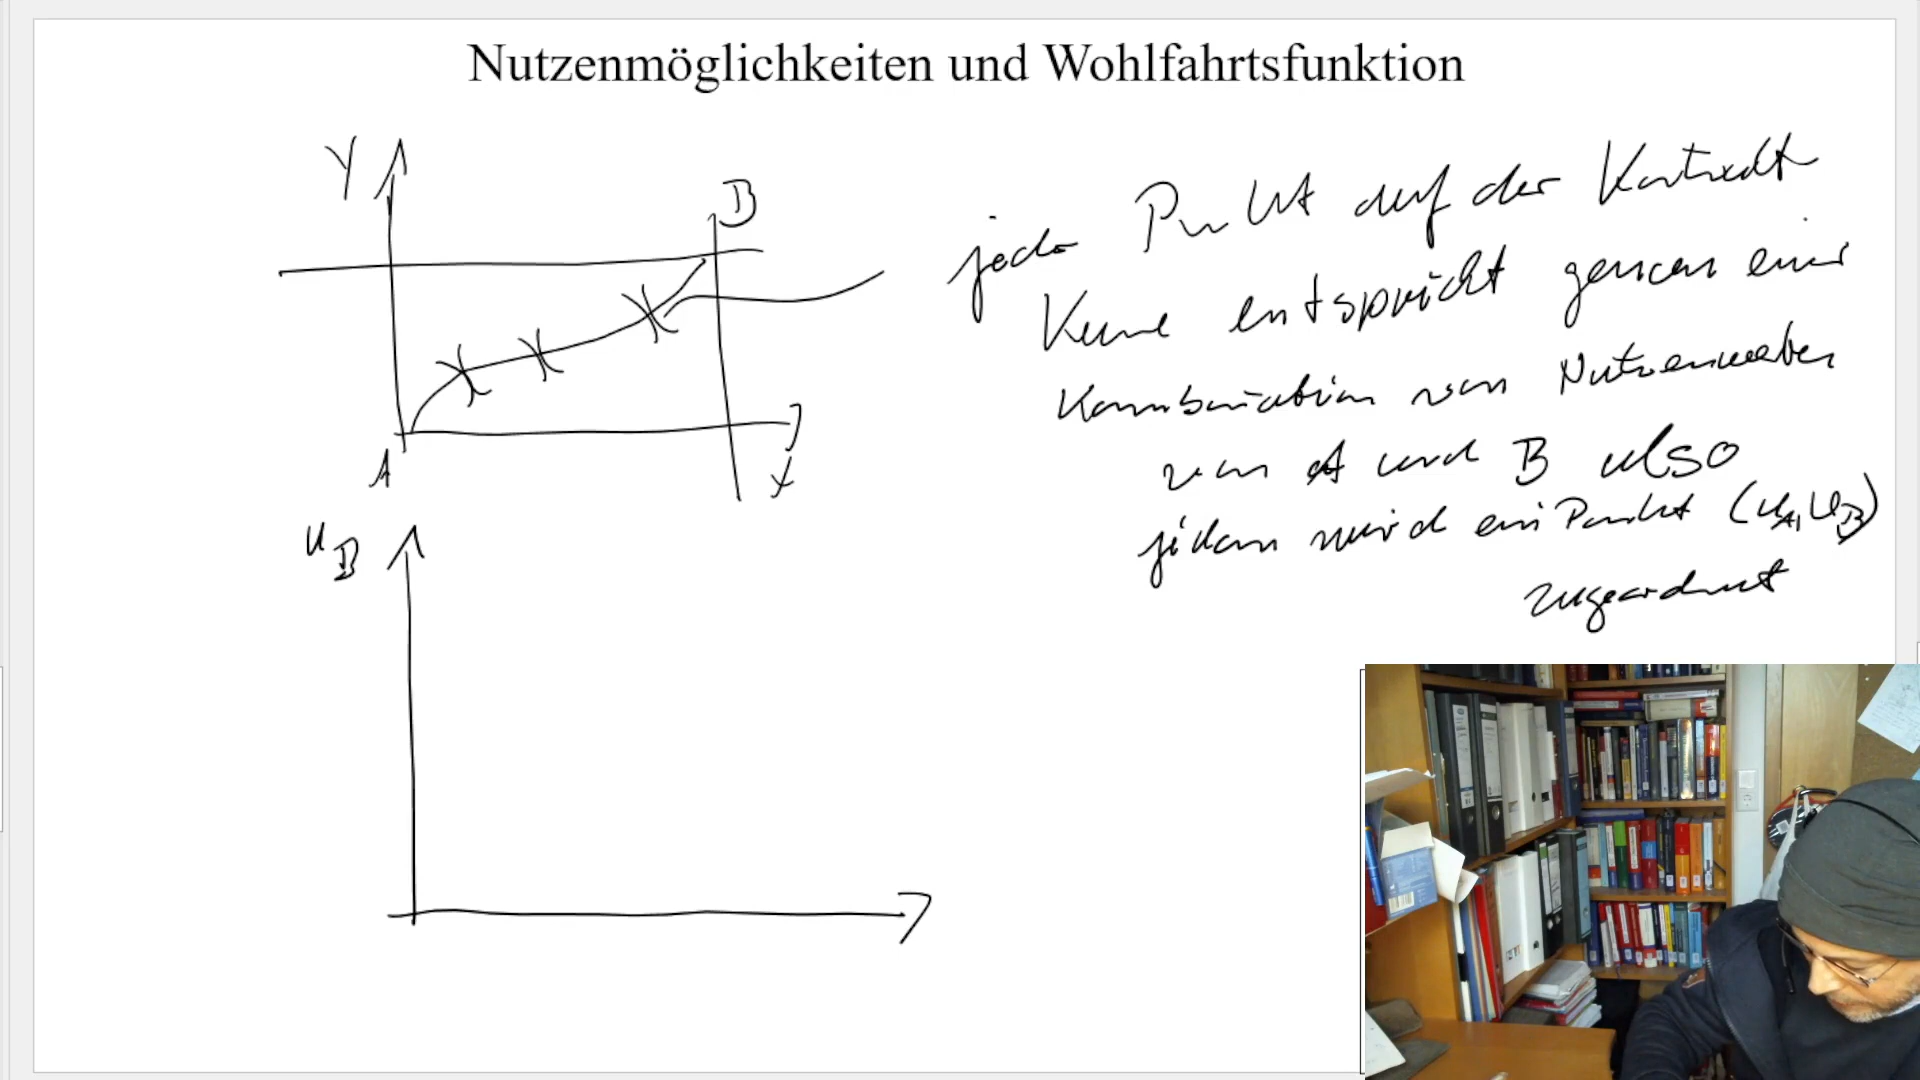 Nutzenmöglichkeiten und Wohlfahrtsfunktion
Y
B
A
X
u_B
jede Punkt auf der Kontrakt
Kurve entspricht genau einer
Kombination von Nutzenwerten
von A und B also
jedem wird ein Punkt (u_A, u_B)
zugeordnet